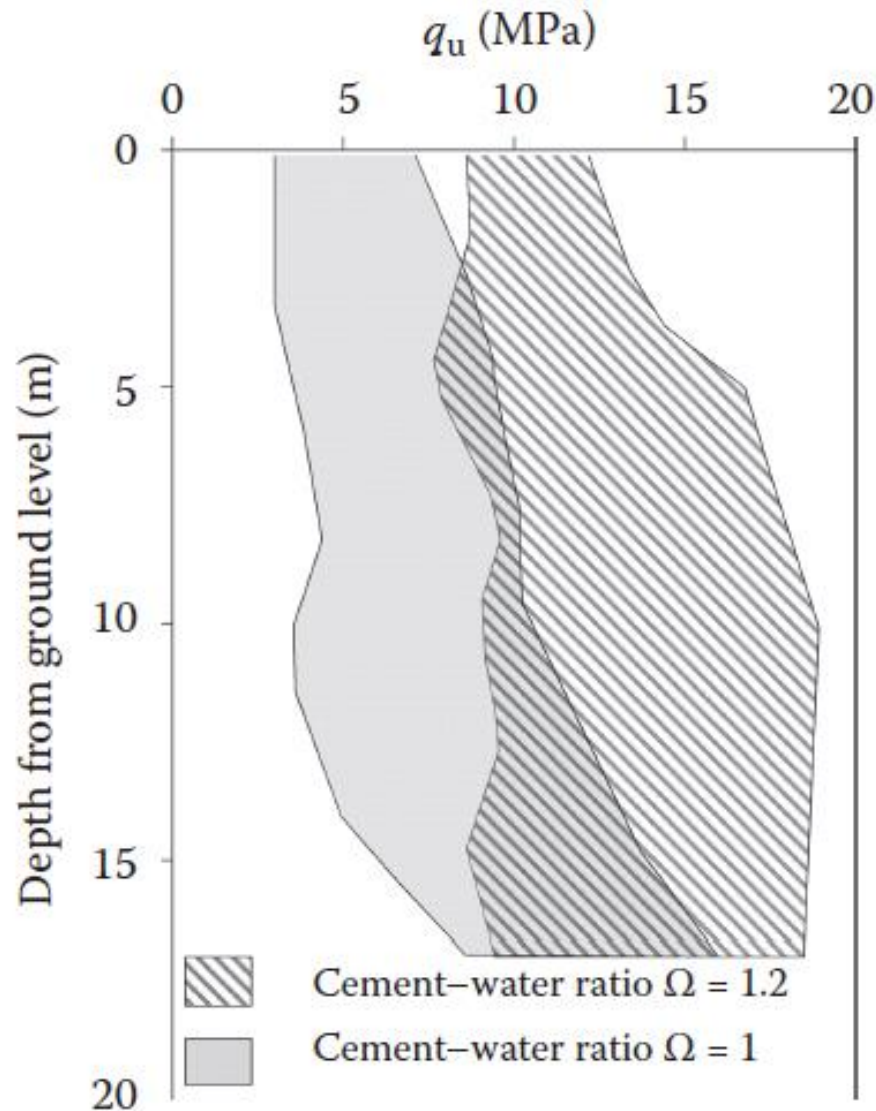 qu (MPa)
0 5 10 15 20
0
5
10
15
20
Depth from ground level (m)
Cement–water ratio Ω = 1.2
Cement–water ratio Ω = 1